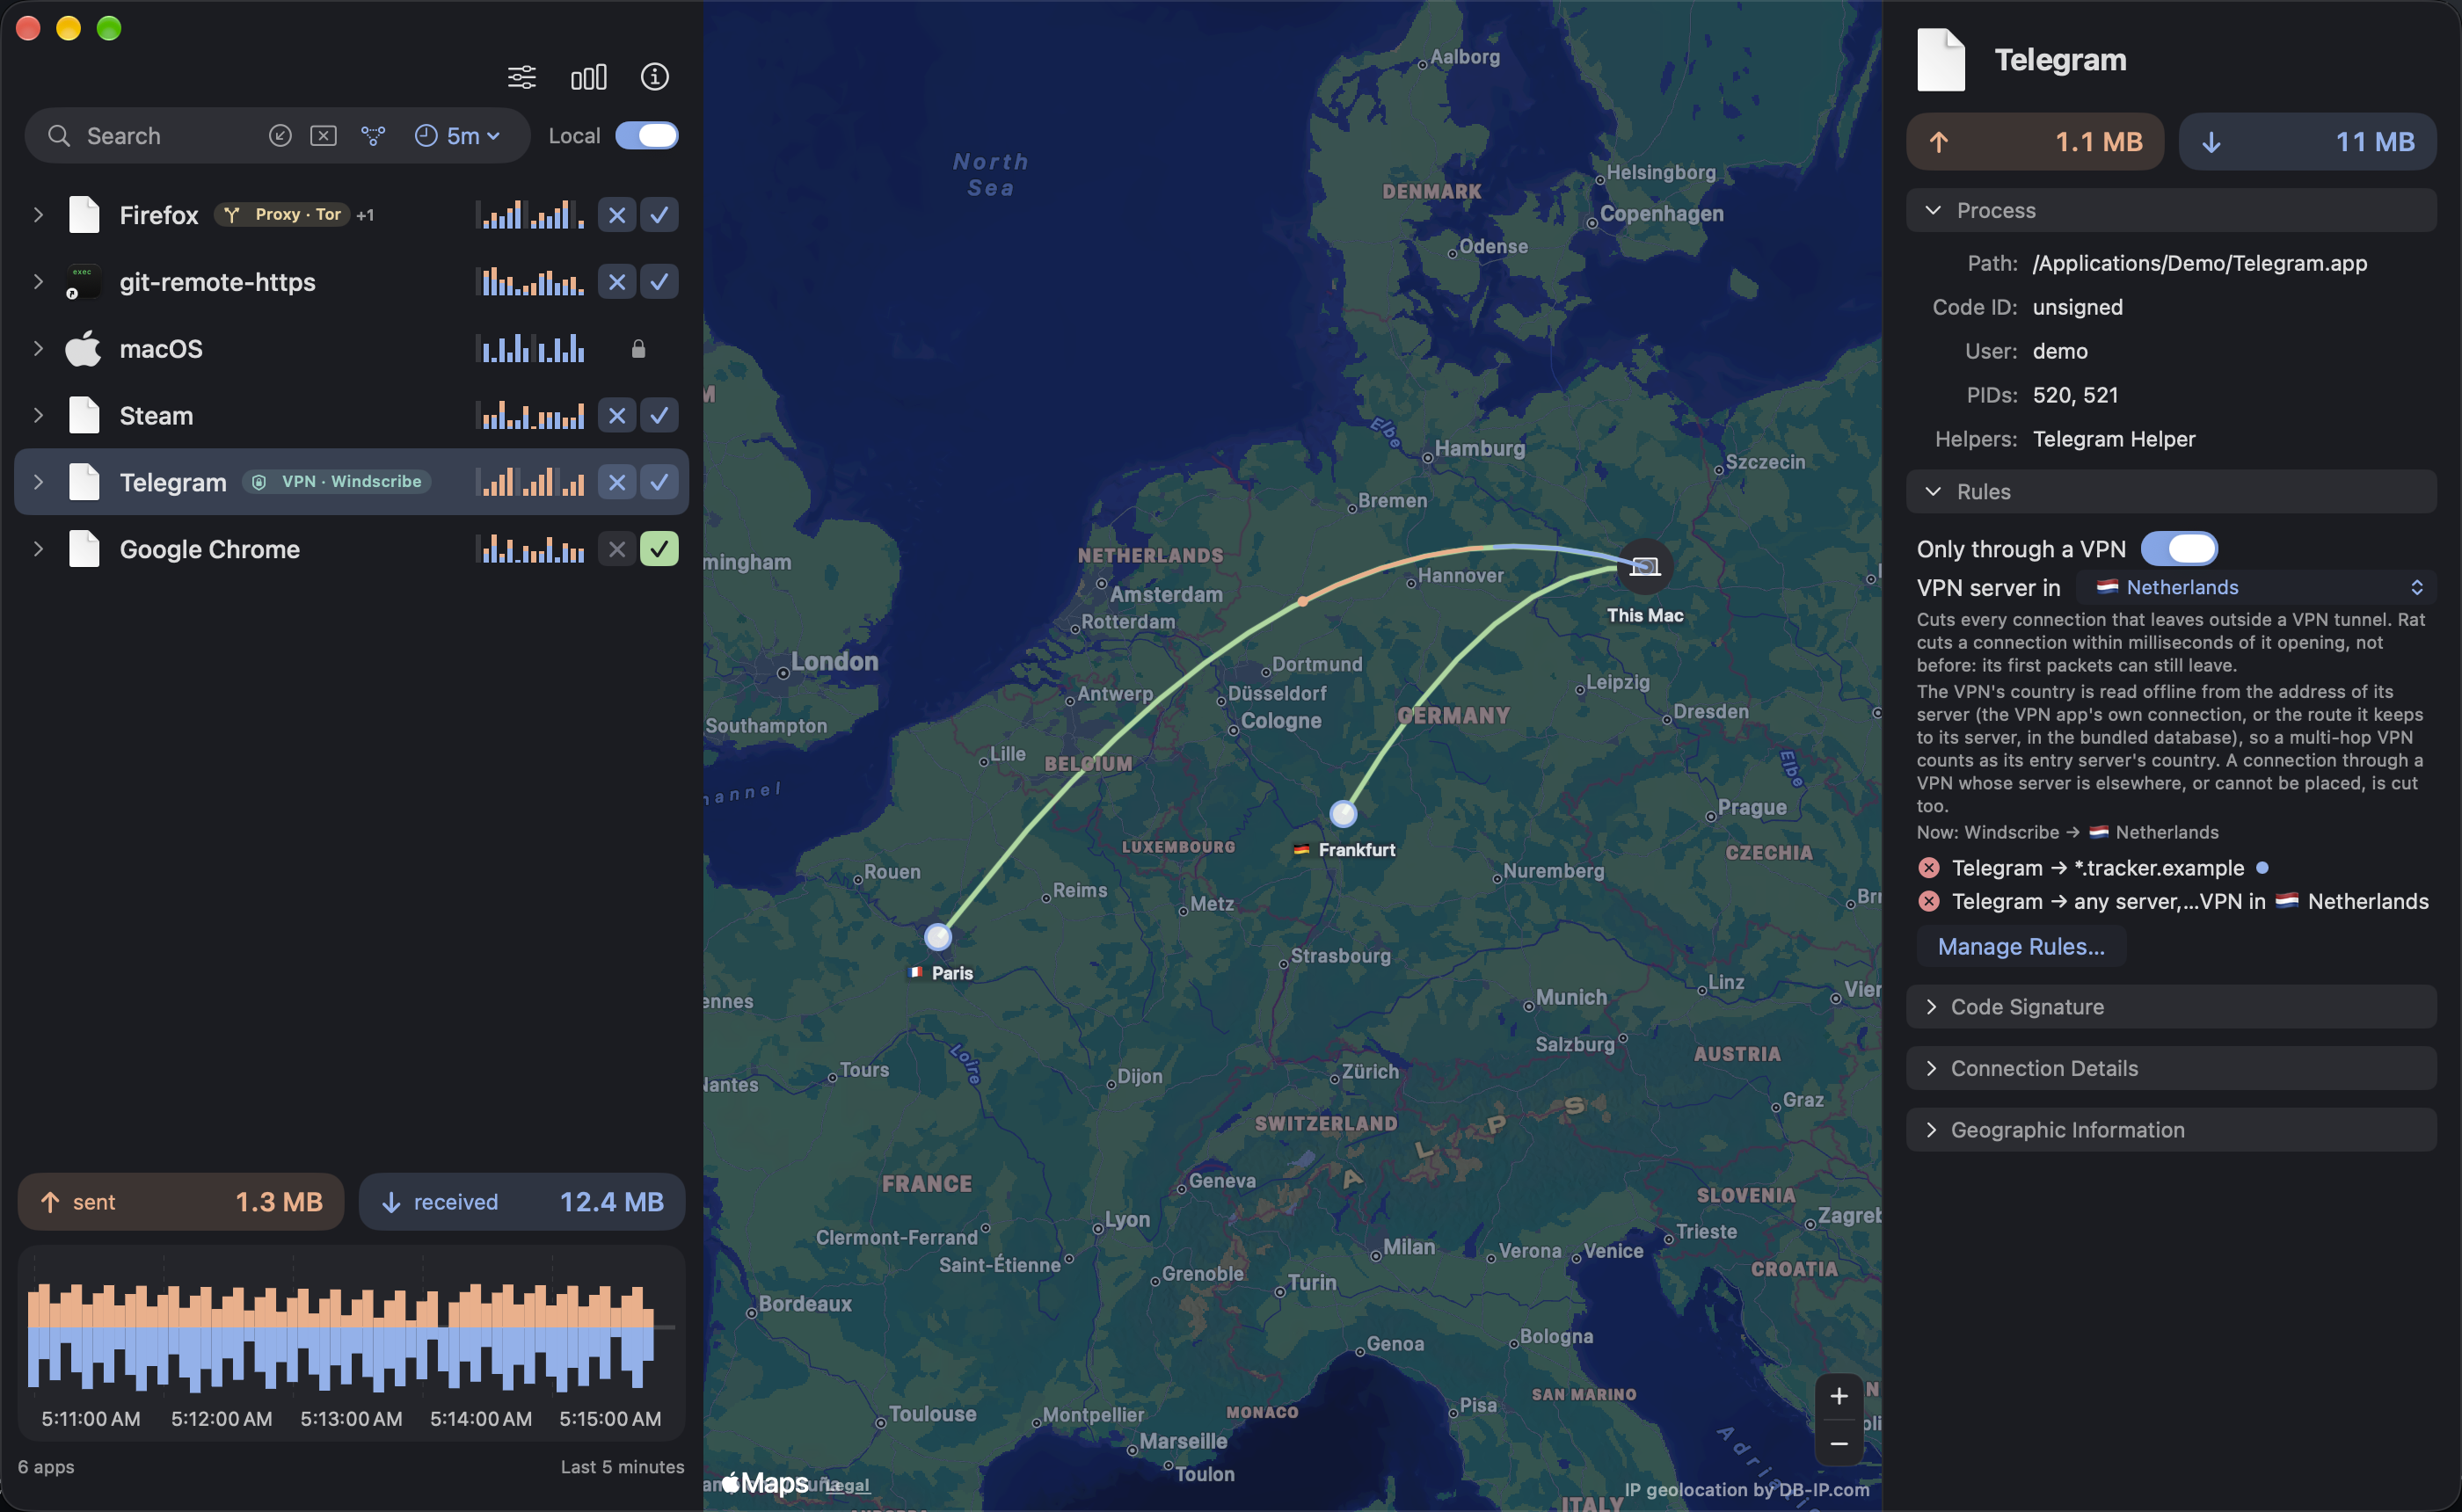 Search
5m
Local
Firefox
Proxy · Tor
+1
exec
git-remote-https
macOS
Steam
Telegram
VPN · Windscribe
Google Chrome
sent
1.3 MB
received
12.4 MB
5:11:00 AM
5:12:00 AM
5:13:00 AM
5:14:00 AM
5:15:00 AM
6 apps
Last 5 minutes
Aalborg
North
Sea
Helsingborg
DENMARK
Copenhagen
Odense
Elbe
Hamburg
Szczecin
Bremen
NETHERLANDS
mingham
Hannover
Amsterdam
This Mac
Rotterdam
London
Dortmund
Leipzig
Antwerp
Düsseldorf
Southampton
Cologne
GERMANY
Dresden
Lille
BELGIUM
Elbe
hannel
Prague
LUXEMBOURG
Frankfurt
CZECHIA
Rouen
Nuremberg
Reims
Brr
Metz
Paris
Strasbourg
ennes
Munich
Linz
Vier
Salzburg
Loire
AUSTRIA
Tours
Zürich
Nantes
Dijon
Graz
SWITZERLAND
ALPS
FRANCE
Geneva
SLOVENIA
Lyon
Zagreb
Clermont-Ferrand
Trieste
Milan
Verona
Venice
Saint-Étienne
CROATIA
Grenoble
Turin
Bordeaux
Bologna
Genoa
SAN MARINO
Pisa
Toulouse
Montpellier
MONACO
Marseille
Toulon
Adria
Maps
Legal
IP geolocation by DB-IP.com
ITALY
Telegram
1.1 MB
11 MB
Process
Path: /Applications/Demo/Telegram.app
Code ID: unsigned
User: demo
PIDs: 520, 521
Helpers: Telegram Helper
Rules
Only through a VPN
VPN server in Netherlands
Cuts every connection that leaves outside a VPN tunnel. Rat
cuts a connection within milliseconds of it opening, not
before: its first packets can still leave.
The VPN's country is read offline from the address of its
server (the VPN app's own connection, or the route it keeps
to its server, in the bundled database), so a multi-hop VPN
counts as its entry server's country. A connection through a
VPN whose server is elsewhere, or cannot be placed, is cut
too.
Now: Windscribe → Netherlands
Telegram → *.tracker.example
Telegram → any server,...VPN in Netherlands
Manage Rules...
Code Signature
Connection Details
Geographic Information